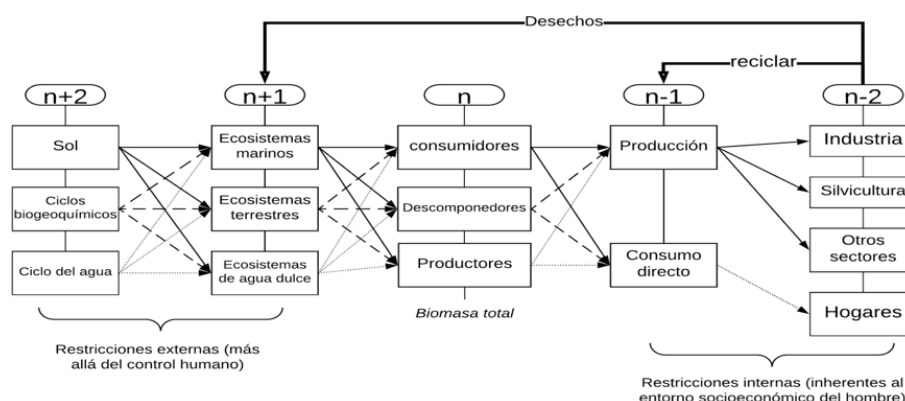 Desechos
reciclar
n+2
n+1
n
n-1
n-2
Sol
Ecosistemas
marinos
consumidores
Producción
Industria
Ciclos
biogeoquímicos
Ecosistemas
terrestres
Descomponedores
Silvicultura
Ciclo del agua
Ecosistemas
de agua dulce
Productores
Consumo
directo
Otros
sectores
Hogares
Biomasa total
Restricciones externas (más
allá del control humano)
Restricciones internas (inherentes al
entorno socioeconómico del hombre)